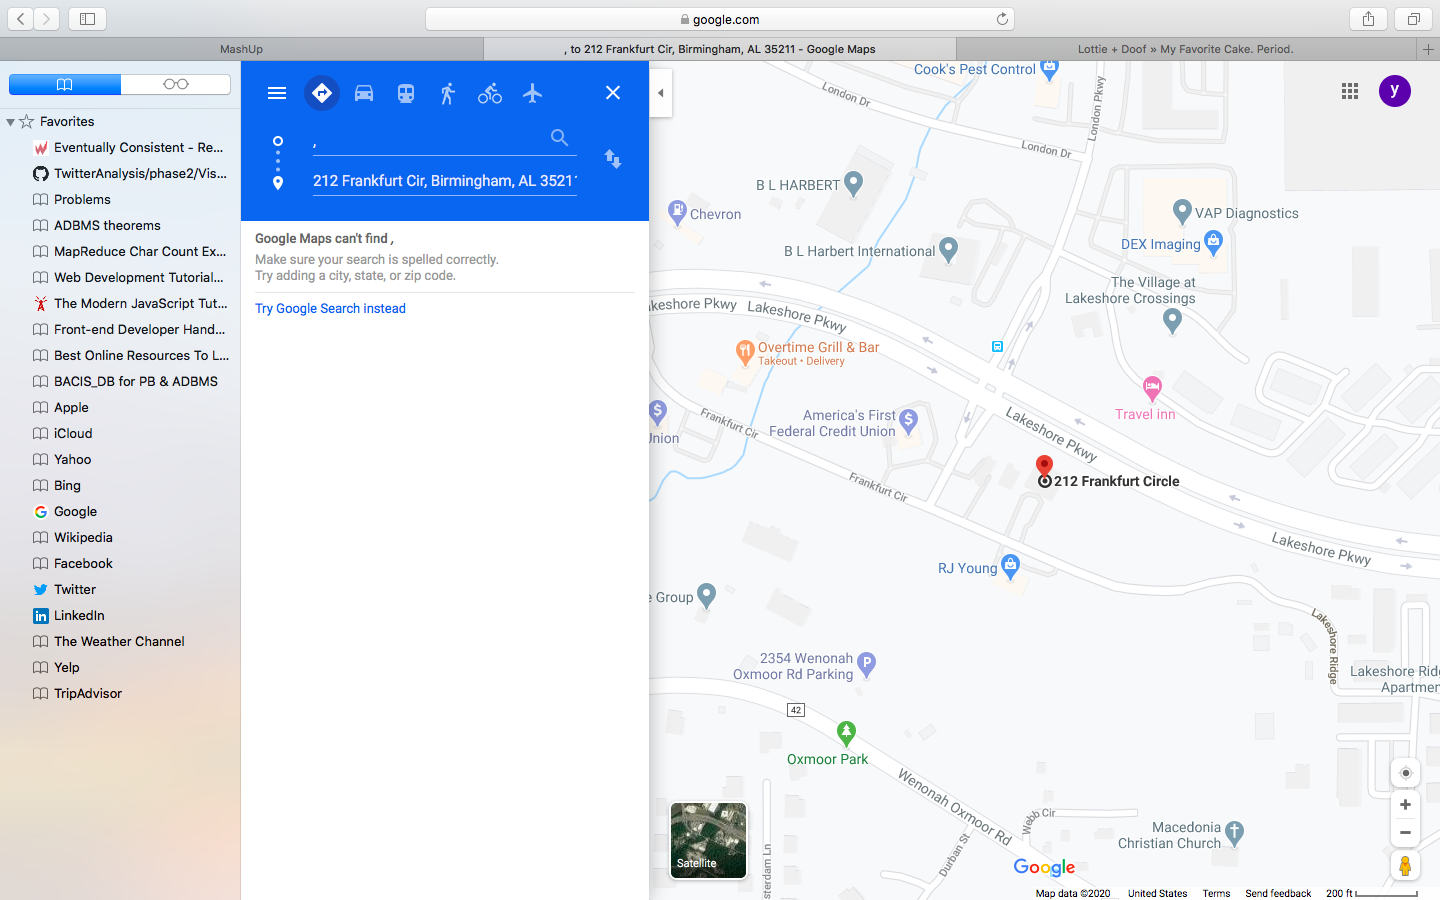 google.com
MashUp
, to 212 Frankfurt Cir, Birmingham, AL 35211 - Google Maps
Lottie + Doof » My Favorite Cake. Period.
Favorites
Eventually Consistent - Re...
TwitterAnalysis/phase2/Vis...
Problems
ADBMS theorems
MapReduce Char Count Ex...
Web Development Tutorial...
The Modern JavaScript Tut...
Front-end Developer Hand...
Best Online Resources To L...
BACIS_DB for PB & ADBMS
Apple
iCloud
Yahoo
Bing
Google
Wikipedia
Facebook
Twitter
LinkedIn
The Weather Channel
Yelp
TripAdvisor
,
212 Frankfurt Cir, Birmingham, AL 35211
Google Maps can't find ,
Make sure your search is spelled correctly.
Try adding a city, state, or zip code.
Try Google Search instead
Cook's Pest Control
London Dr
London Pkwy
London Dr
y
B L HARBERT
Chevron
VAP Diagnostics
DEX Imaging
B L Harbert International
The Village at
Lakeshore Crossings
keshore Pkwy
Lakeshore Pkwy
Overtime Grill & Bar
Takeout • Delivery
Travel inn
America's First
Federal Credit Union
Union
Frankfurt Cir
Lakeshore Pkwy
Frankfurt Cir
212 Frankfurt Circle
Lakeshore Pkwy
RJ Young
e Group
Lakeshore Ridge
2354 Wenonah
Oxmoor Rd Parking
Lakeshore Rid
Apartmen
42
Oxmoor Park
Wenonah Oxmoor Rd
Webb Cir
Durban St
sterdam Ln
Macedonia
Christian Church
Satellite
Google
Map data ©2020
United States
Terms
Send feedback
200 ft